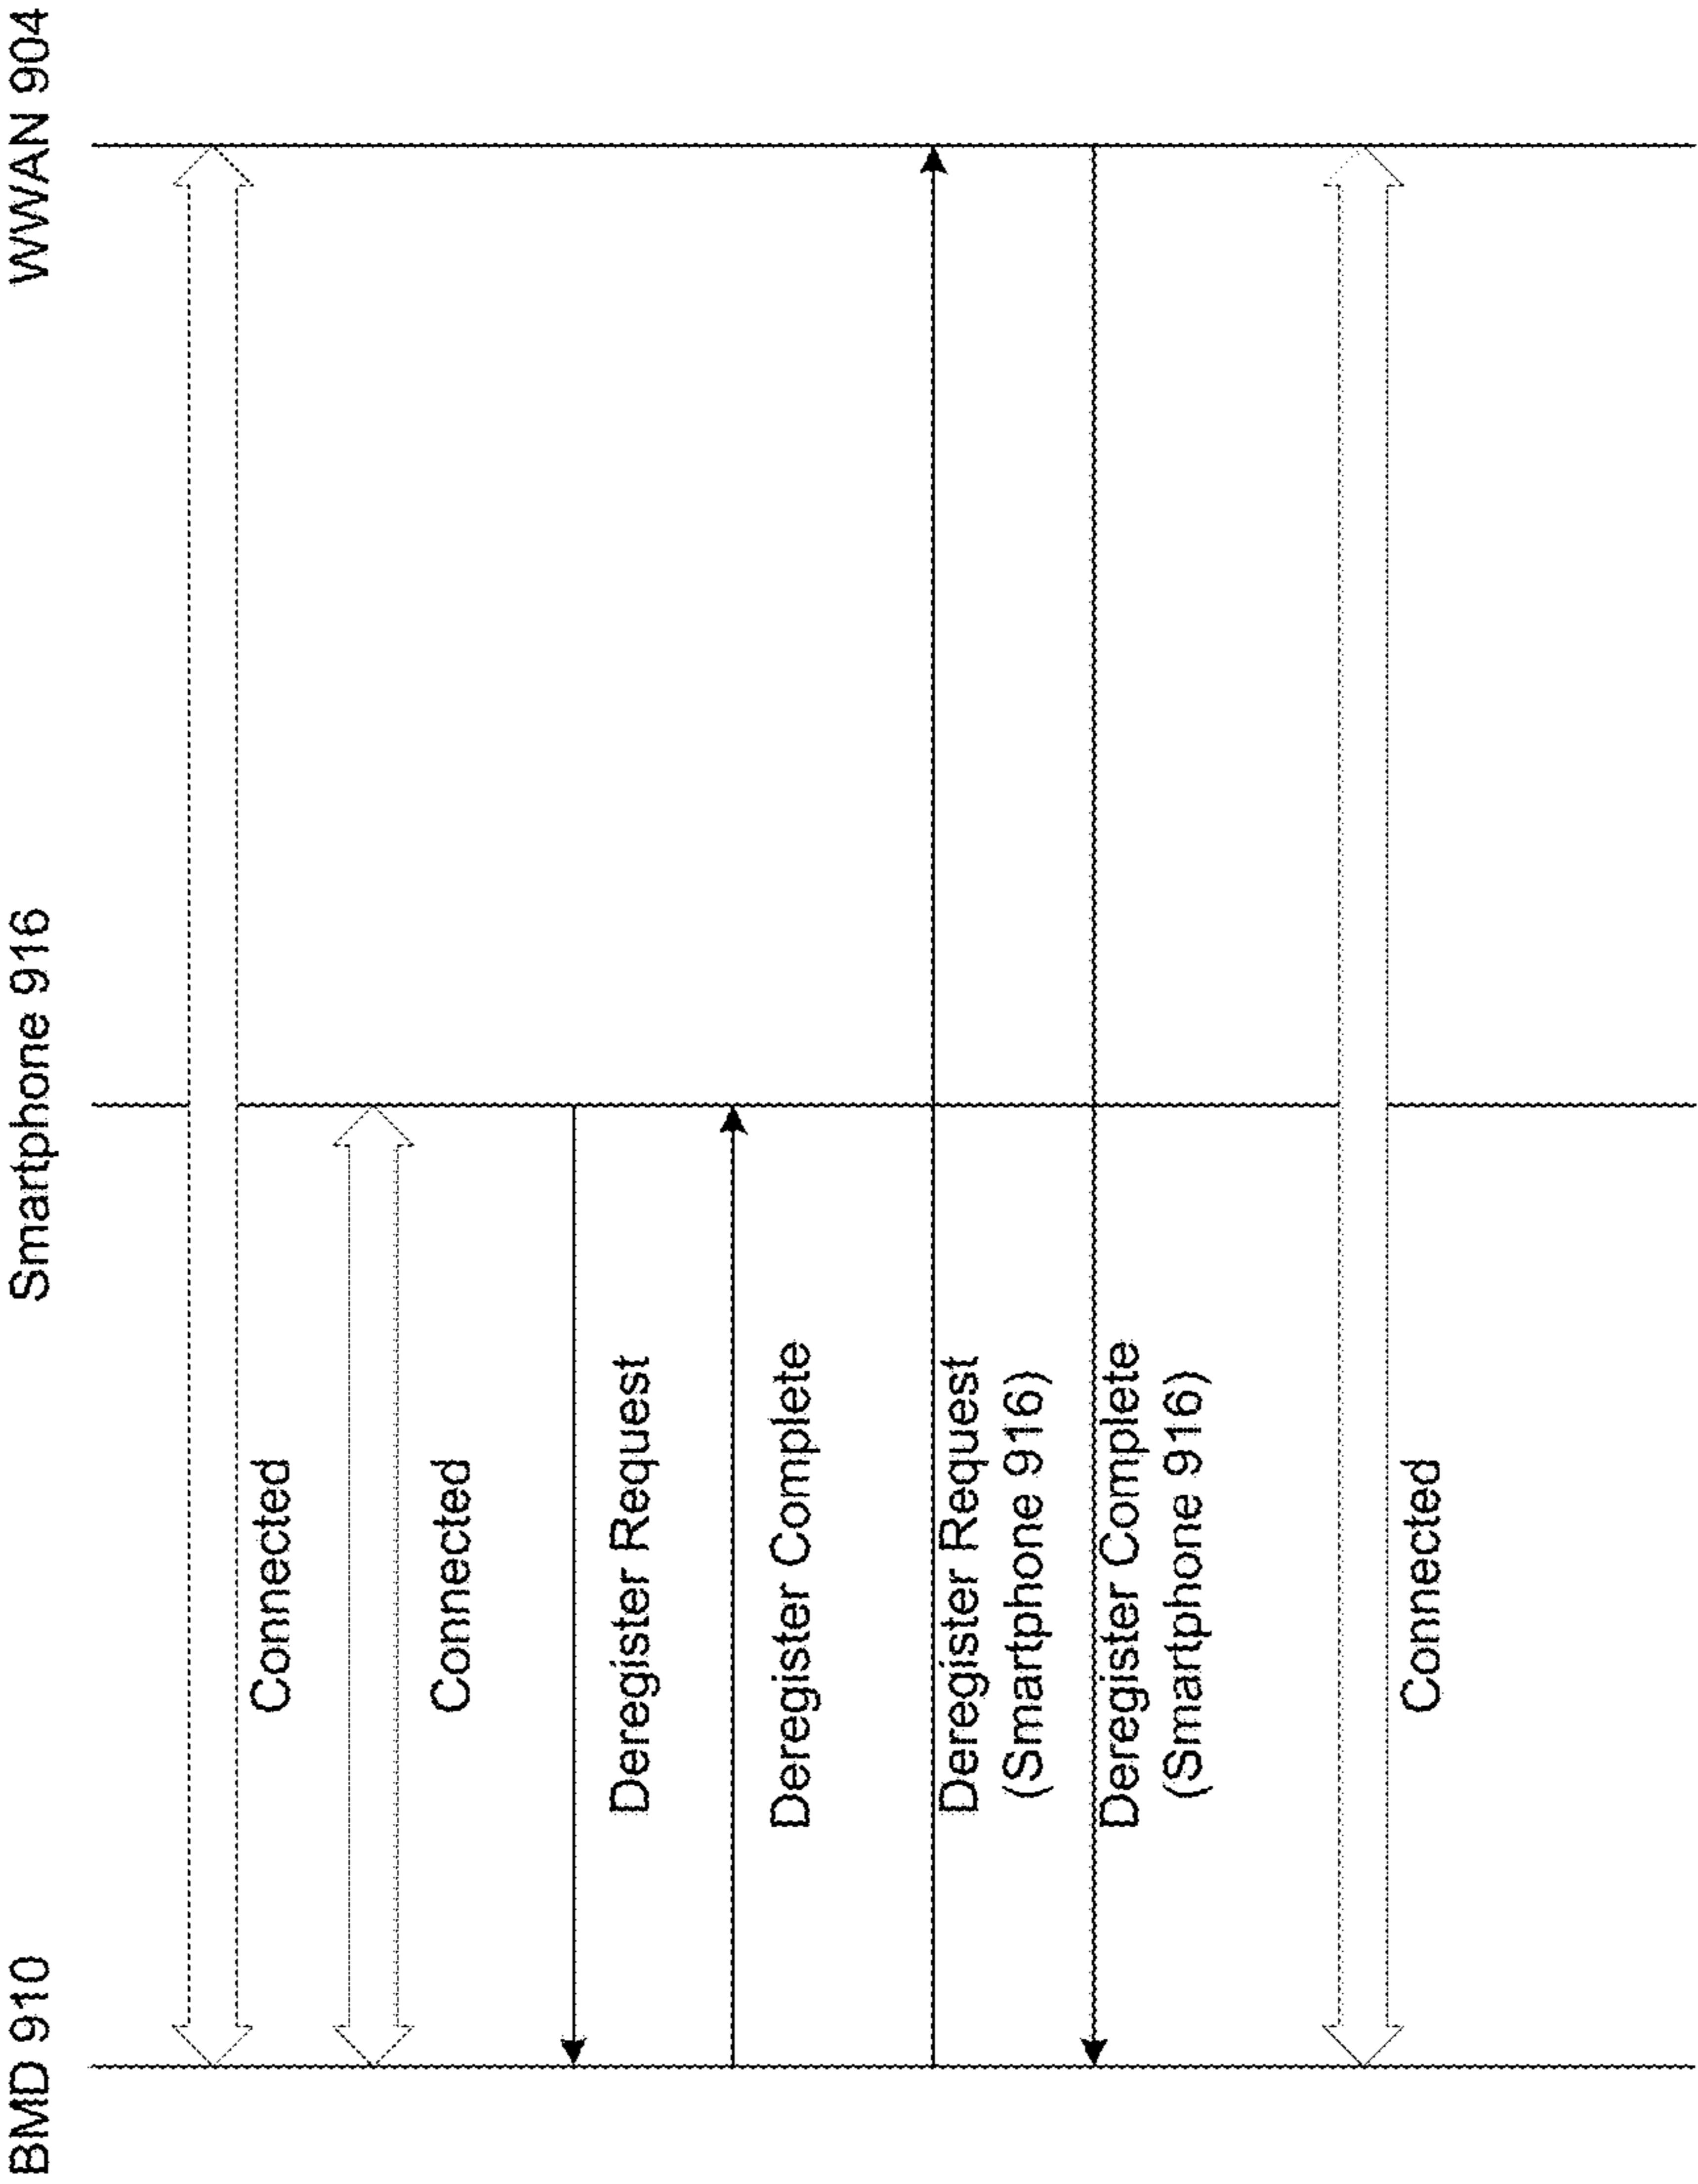 BMD 910
Smartphone 916
WWAN 904
Connected
Connected
Deregister Request
Deregister Complete
Deregister Request
(Smartphone 916)
Deregister Complete
(Smartphone 916)
Connected